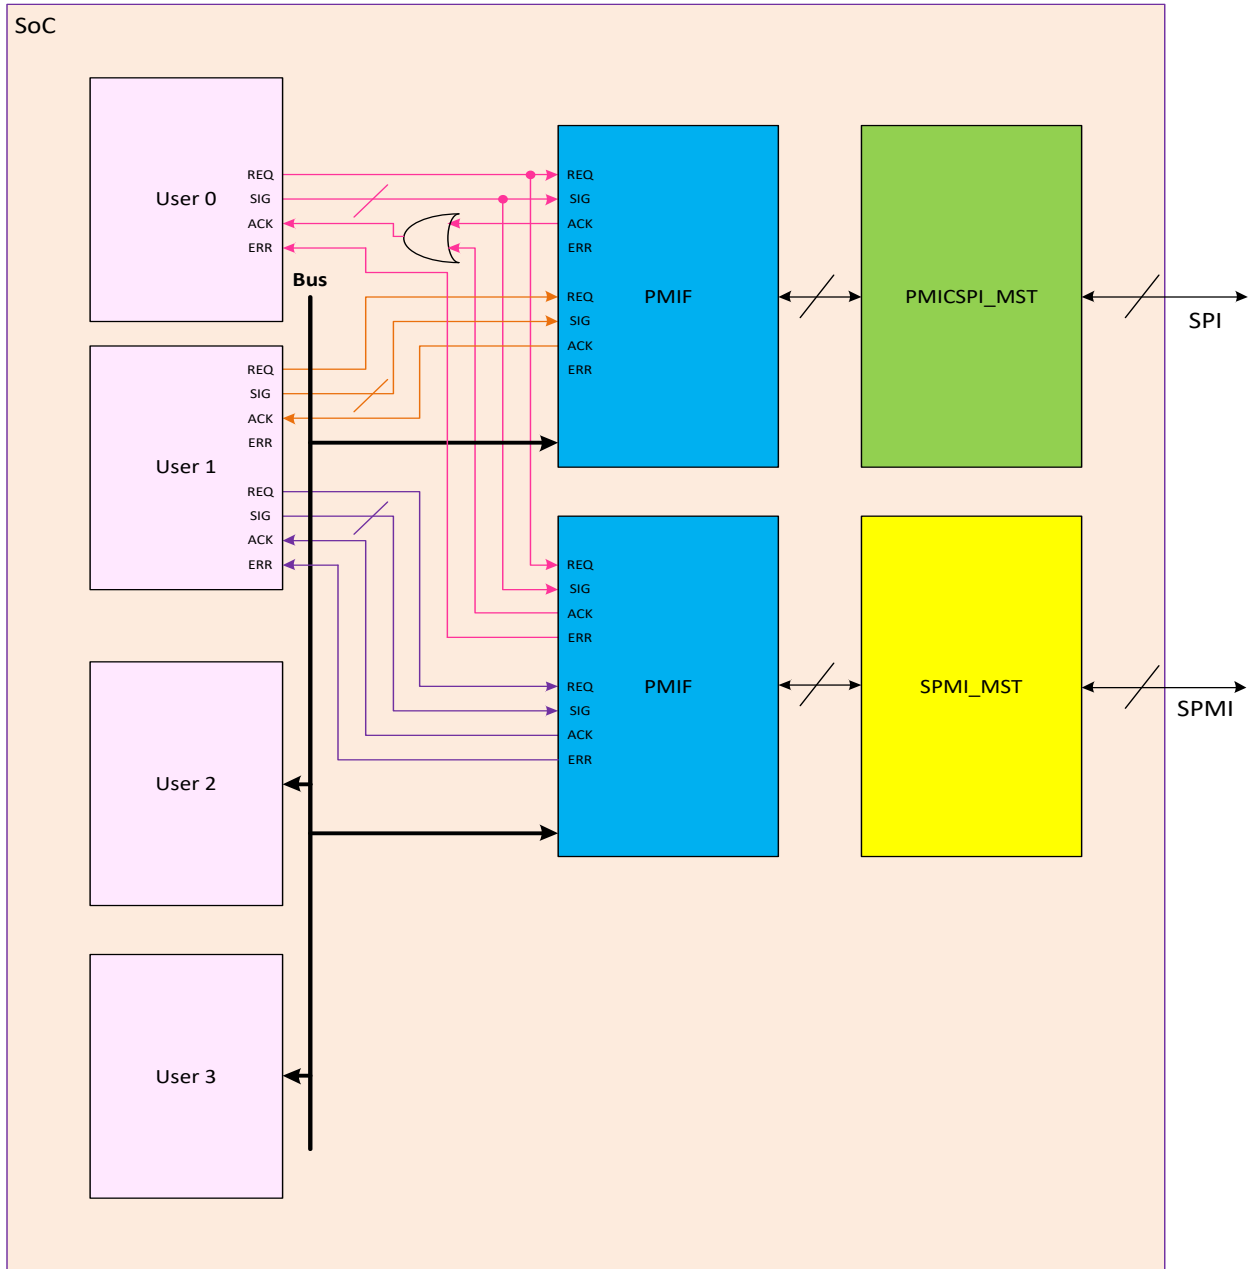 SoC
User 0
REQ
SIG
ACK
ERR
Bus
User 1
REQ
SIG
ACK
ERR
REQ
SIG
ACK
ERR
User 2
User 3
REQ
SIG
ACK
ERR
REQ
SIG
ACK
ERR
PMIF
PMICSPI_MST
SPI
REQ
SIG
ACK
ERR
REQ
SIG
ACK
ERR
PMIF
SPMI_MST
SPMI